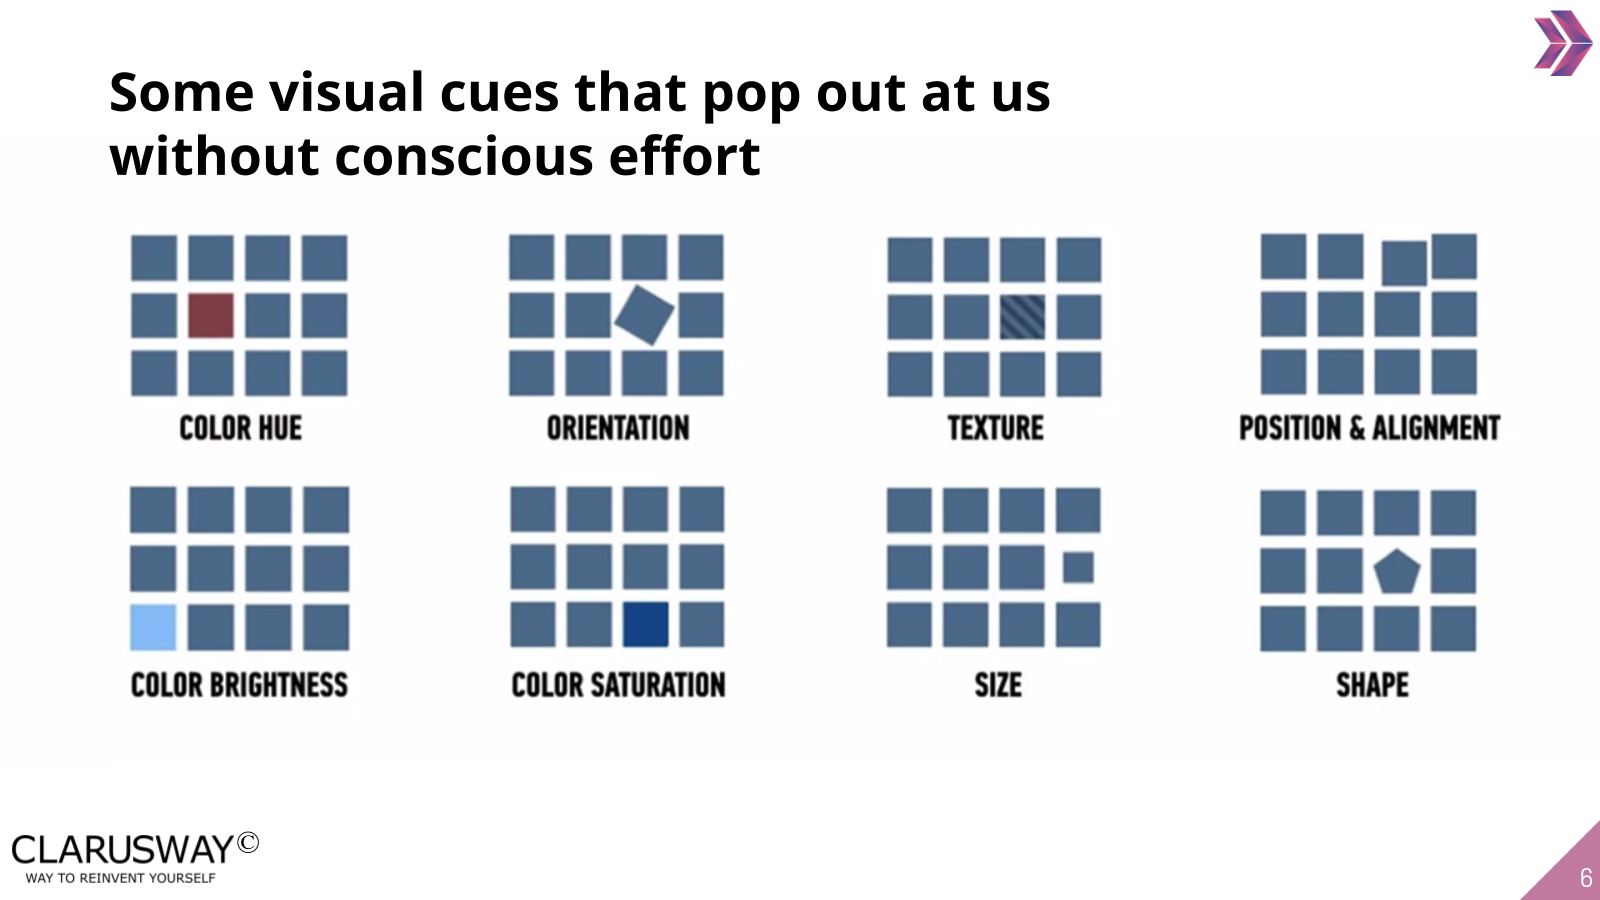 Some visual cues that pop out at us
without conscious effort
COLOR HUE
ORIENTATION
TEXTURE
POSITION & ALIGNMENT
COLOR BRIGHTNESS
COLOR SATURATION
SIZE
SHAPE
CLARUSWAY©
WAY TO REINVENT YOURSELF
6